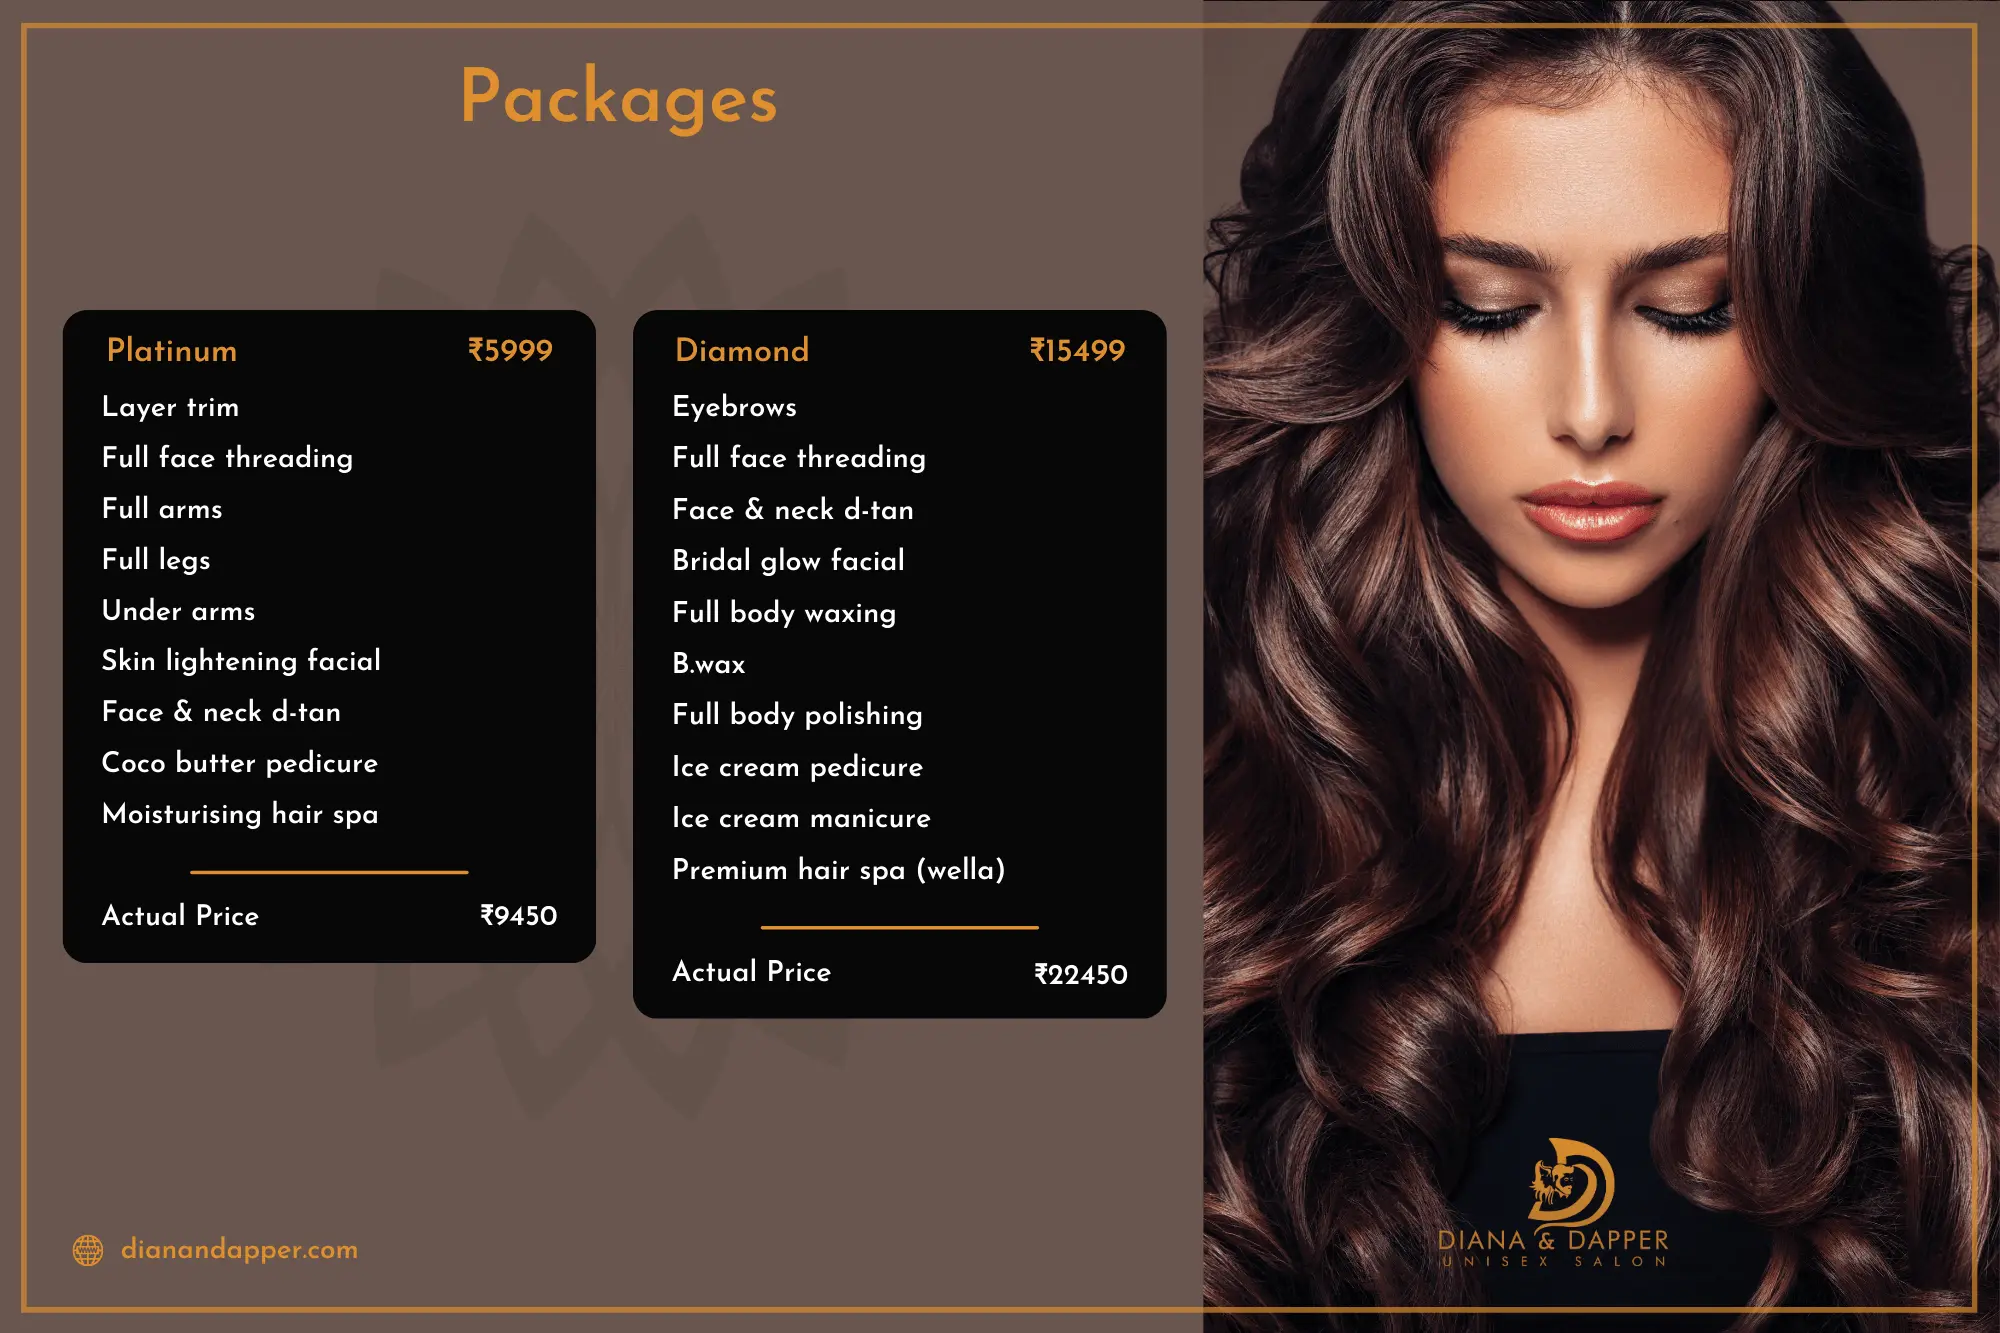 Packages
Platinum ₹5999
Layer trim
Full face threading
Full arms
Full legs
Under arms
Skin lightening facial
Face & neck d-tan
Coco butter pedicure
Moisturising hair spa
Actual Price ₹9450
Diamond ₹15499
Eyebrows
Full face threading
Face & neck d-tan
Bridal glow facial
Full body waxing
B.wax
Full body polishing
Ice cream pedicure
Ice cream manicure
Premium hair spa (wella)
Actual Price ₹22450
www
dianandapper.com
DIANA & DAPPER
UNISEX SALON